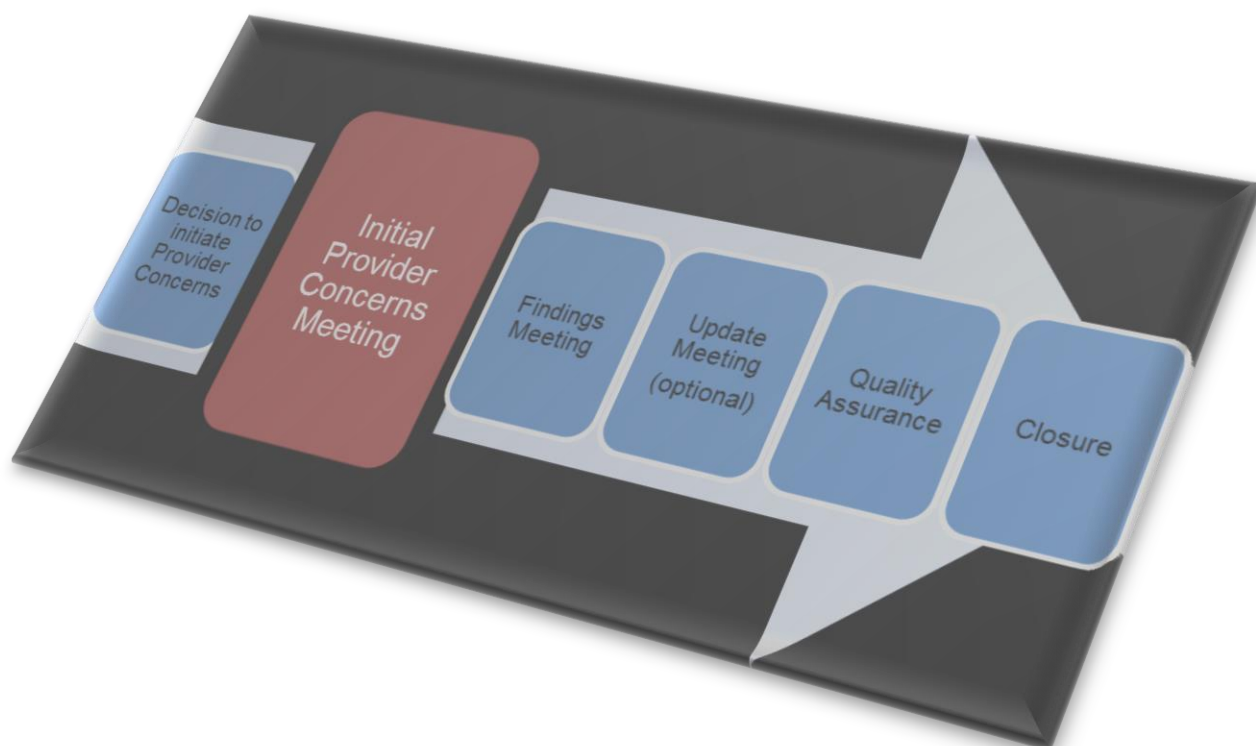 Decision to
initiate
Provider
Concerns
Initial
Provider
Concerns
Meeting
Findings
Meeting
Update
Meeting
(optional)
Quality
Assurance
Closure